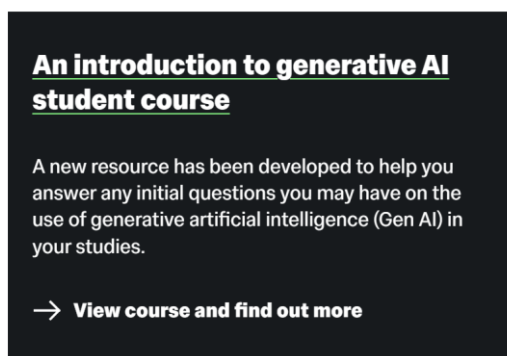 An introduction to generative AI
student course
A new resource has been developed to help you
answer any initial questions you may have on the
use of generative artificial intelligence (Gen AI) in
your studies.
→ View course and find out more